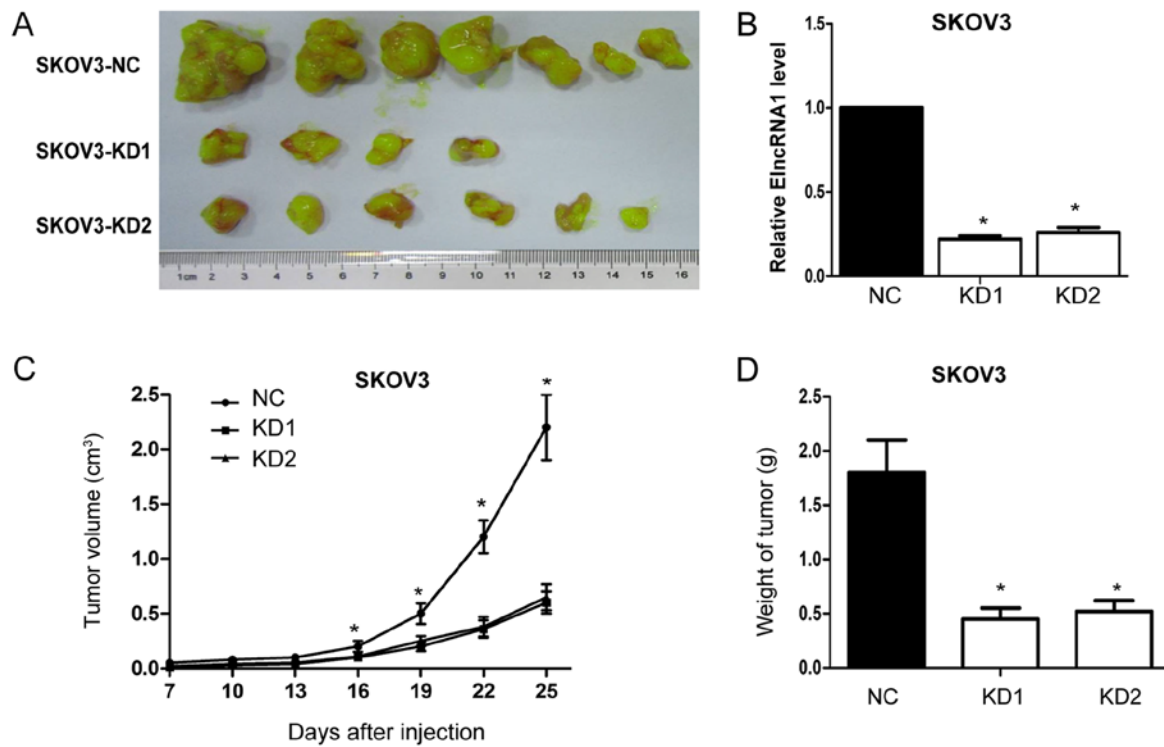 A
SKOV3-NC
SKOV3-KD1
SKOV3-KD2
1cm 2 3 4 5 6 7 8 9 10 11 12 13 14 15 16
B
SKOV3
Relative ElncRNA1 level
1.5
1.0
0.5
0.0
NC KD1 KD2
* *
C
SKOV3
NC
KD1
KD2
Tumor volume (cm³)
2.5
2.0
1.5
1.0
0.5
0.0
* * * *
7 10 13 16 19 22 25
Days after injection
D
SKOV3
Weight of tumor (g)
2.5
2.0
1.5
1.0
0.5
0.0
* *
NC KD1 KD2